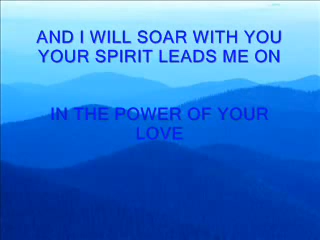 AND I WILL SOAR WITH YOU
YOUR SPIRIT LEADS ME ON
IN THE POWER OF YOUR
LOVE